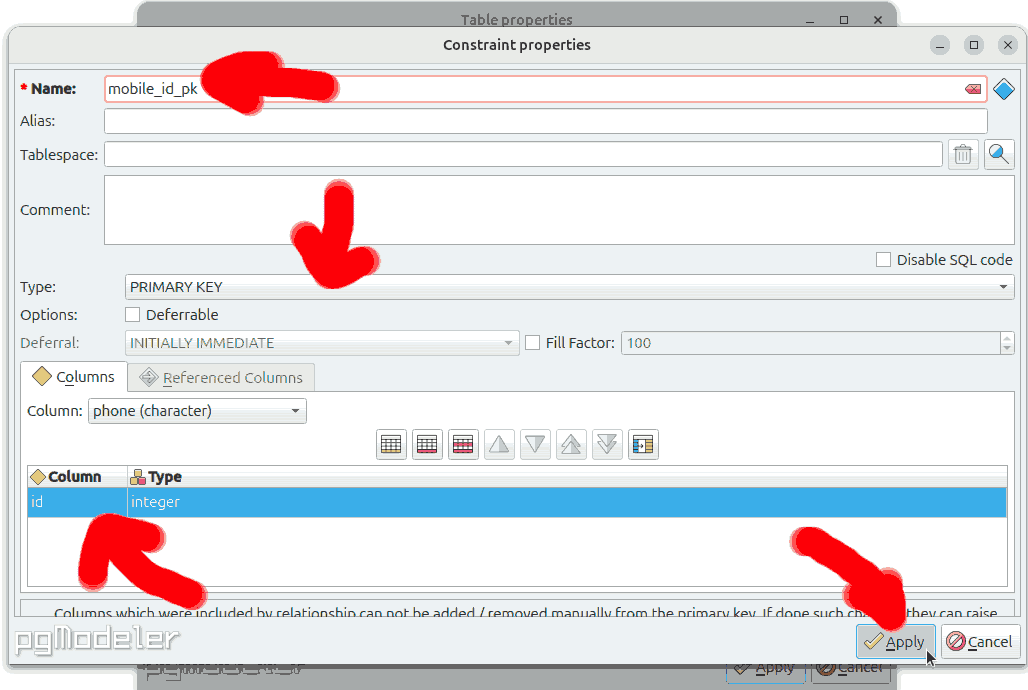 Table properties
Constraint properties
* Name: mobile_id_pk
Alias:
Tablespace:
Comment:
Disable SQL code
Type: PRIMARY KEY
Options: Deferrable
Deferral: INITIALLY IMMEDIATE Fill Factor: 100
Columns Referenced Columns
Column: phone (character)
Column Type
id integer
Columns which were included by relationship can not be added / removed manually from the primary key. If done such they can raise
pgModeler Apply Cancel
pgModeler Apply Cancel